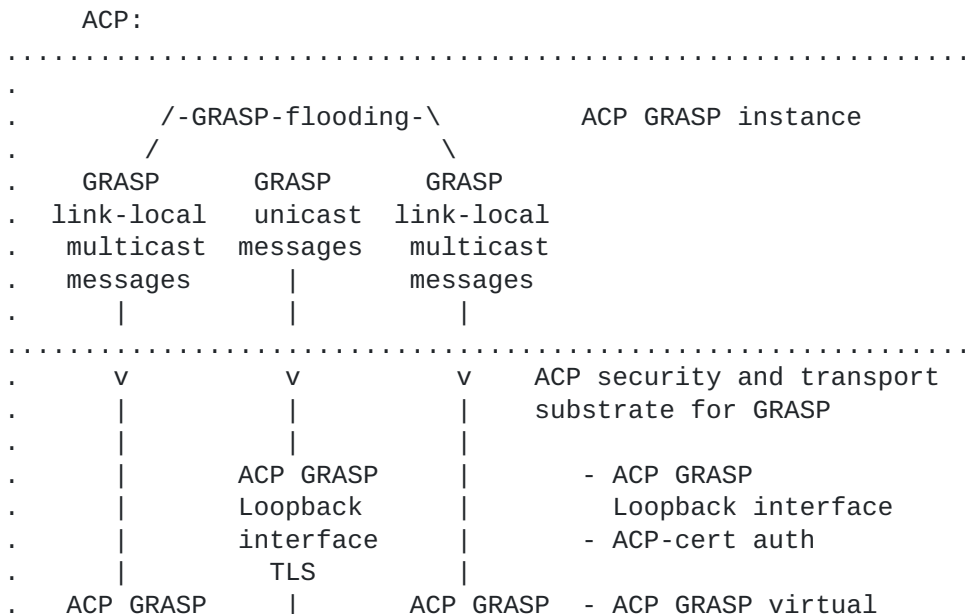 ACP:
...............................................................
.
.         /-GRASP-flooding-\         ACP GRASP instance
.        /                  \
.    GRASP      GRASP      GRASP
.  link-local   unicast  link-local
.   multicast  messages   multicast
.   messages      |       messages
.      |          |          |
...............................................................
.      v          v          v    ACP security and transport
.      |          |          |    substrate for GRASP
.      |          |          |
.      |       ACP GRASP     |       - ACP GRASP
.      |       Loopback      |         Loopback interface
.      |       interface     |       - ACP-cert auth
.      |         TLS         |
.   ACP GRASP     |       ACP GRASP  - ACP GRASP virtual